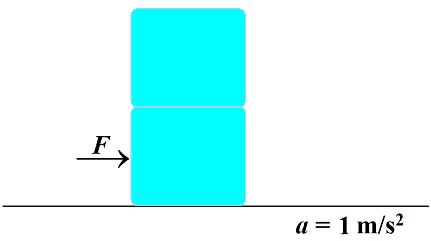 F
a = 1 m/s²